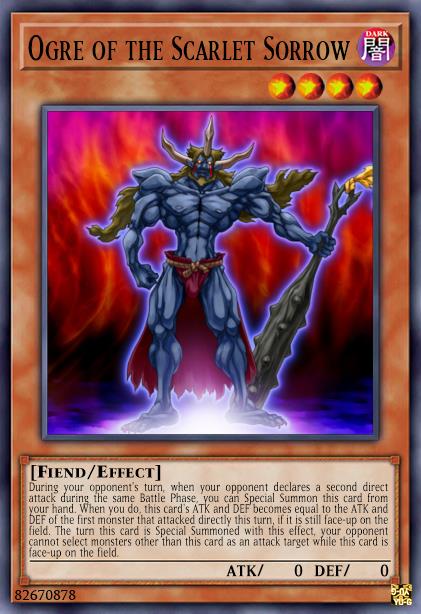 OGRE OF THE SCARLET SORROW
DARK
闇
[FIEND/EFFECT]
During your opponent's turn, when your opponent declares a second direct
attack during the same Battle Phase, you can Special Summon this card from
your hand. When you do, this card's ATK and DEF becomes equal to the ATK and
DEF of the first monster that attacked directly this turn, if it is still face-up on the
field. The turn this card is Special Summoned with this effect, your opponent
cannot select monsters other than this card as an attack target while this card is
face-up on the field.
ATK/ 0 DEF/ 0
82670878